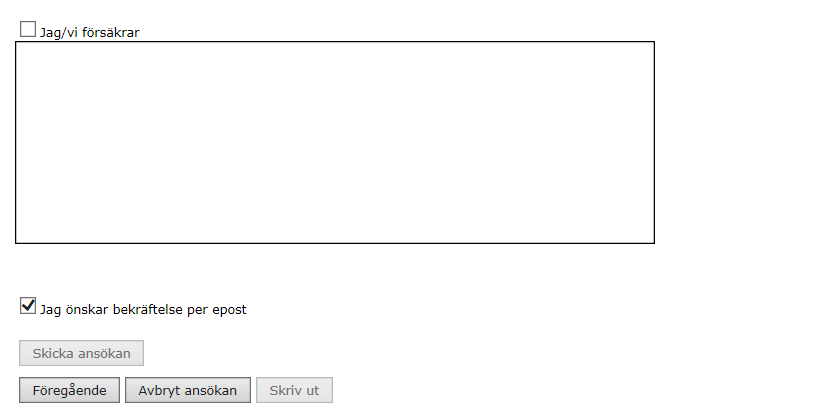 Jag/vi försäkrar
Jag önskar bekräftelse per epost
Skicka ansökan
Föregående Avbryt ansökan Skriv ut